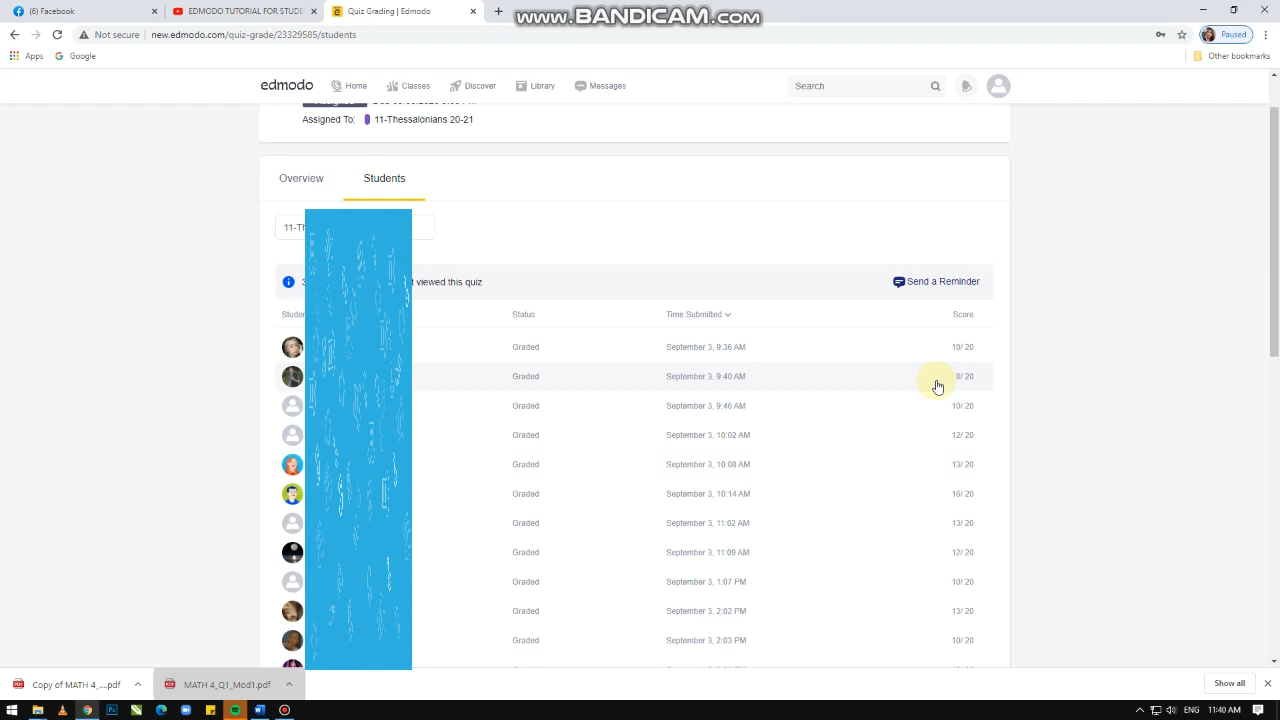 www.BANDICAM.com
Facebook
EDMODO TUTORIAL FOR STUDE
Quiz Grading | Edmodo
Not secure
new.edmodo.com/quiz-grade/23329585/students
Paused
Apps
Google
Other bookmarks
edmodo
Home
Classes
Discover
Library
Messages
Search
Assigned To:
11-Thessalonians 20-21
Overview
Students
viewed this quiz
Send a Reminder
Status
Time Submitted
Score
Graded
September 3, 9:36 AM
10/ 20
Graded
September 3, 9:40 AM
8/ 20
Graded
September 3, 9:46 AM
10/ 20
Graded
September 3, 10:02 AM
12/ 20
Graded
September 3, 10:08 AM
13/ 20
Graded
September 3, 10:14 AM
16/ 20
Graded
September 3, 11:02 AM
13/ 20
Graded
September 3, 11:09 AM
12/ 20
Graded
September 3, 1:07 PM
10/ 20
Graded
September 3, 2:02 PM
13/ 20
Graded
September 3, 2:03 PM
10/ 20
Copy of MATH 4_....pdf
MATH 4_Q1_Mod1.pdf
Show all
ENG
11:40 AM